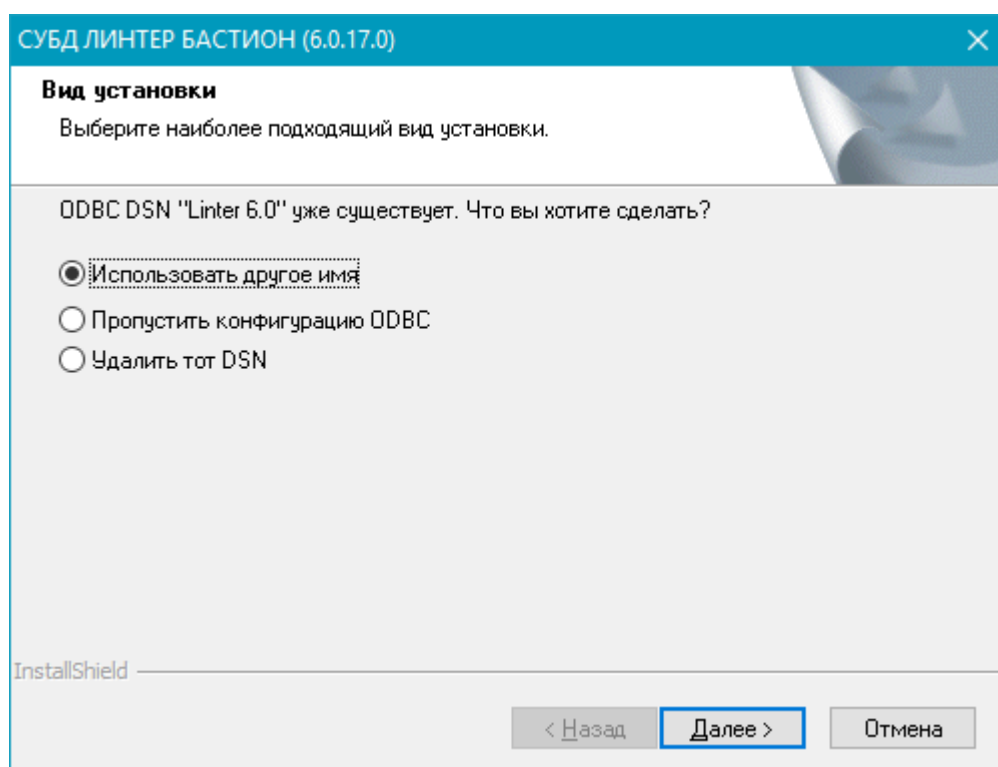 СУБД ЛИНТЕР БАСТИОН (6.0.17.0)
Вид установки
Выберите наиболее подходящий вид установки.
ODBC DSN "Linter 6.0" уже существует. Что вы хотите сделать?
Использовать другое имя
Пропустить конфигурацию ODBC
Удалить тот DSN
InstallShield
< Назад Далее > Отмена